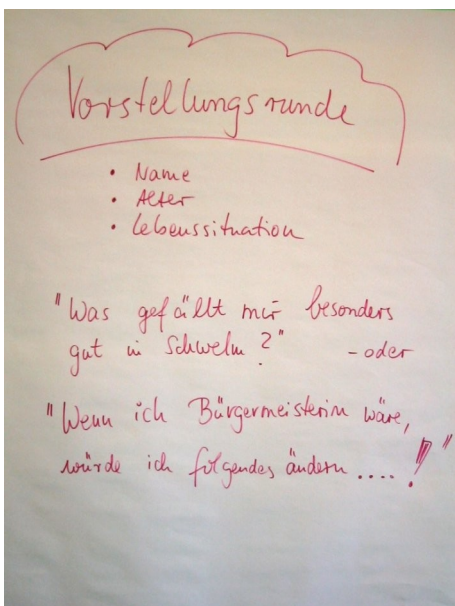 Vorstellungsrunde
• Name
• Alter
• Lebenssituation
"Was gefällt mir besonders
gut in Schwelm?" - oder
"Wenn ich Bürgermeisterin wäre,
würde ich folgendes ändern ....!"